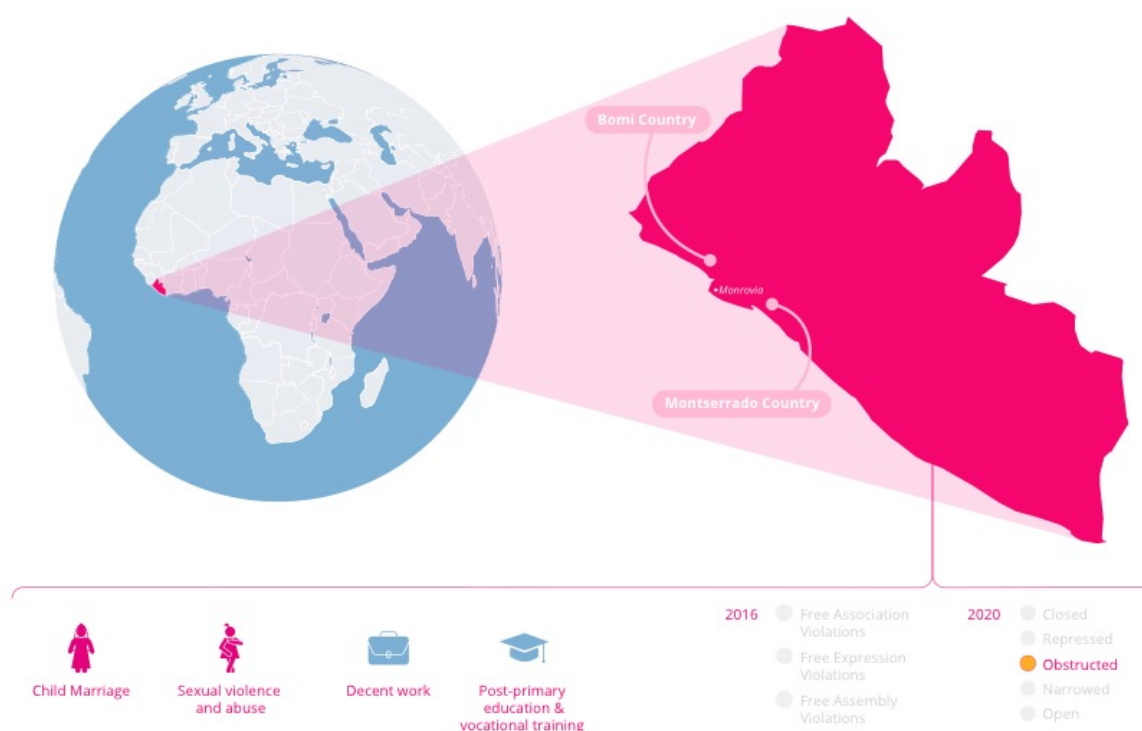 Bomi Country
Monrovia
Montserrado Country
Child Marriage
Sexual violence
and abuse
Decent work
Post-primary
education &
vocational training
2016
Free Association
Violations
Free Expression
Violations
Free Assembly
Violations
2020
Closed
Repressed
Obstructed
Narrowed
Open